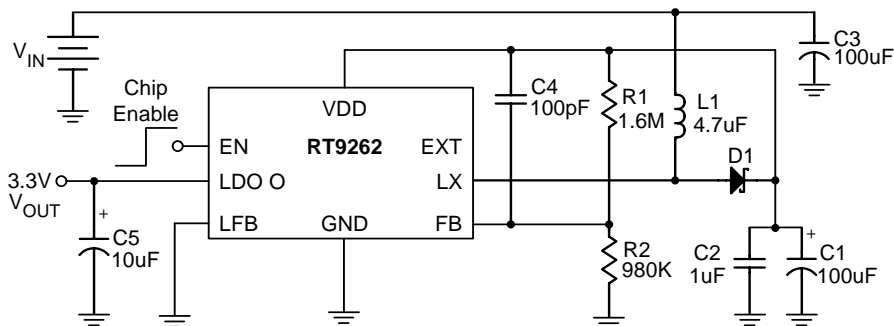 VIN
C3
100uF
Chip
Enable
VDD
C4
100pF
R1
1.6M
L1
4.7uF
EN
RT9262
EXT
D1
3.3V
VOUT
LDO O
LX
+
LFB
GND
FB
C5
10uF
R2
980K
C2
1uF
+
C1
100uF